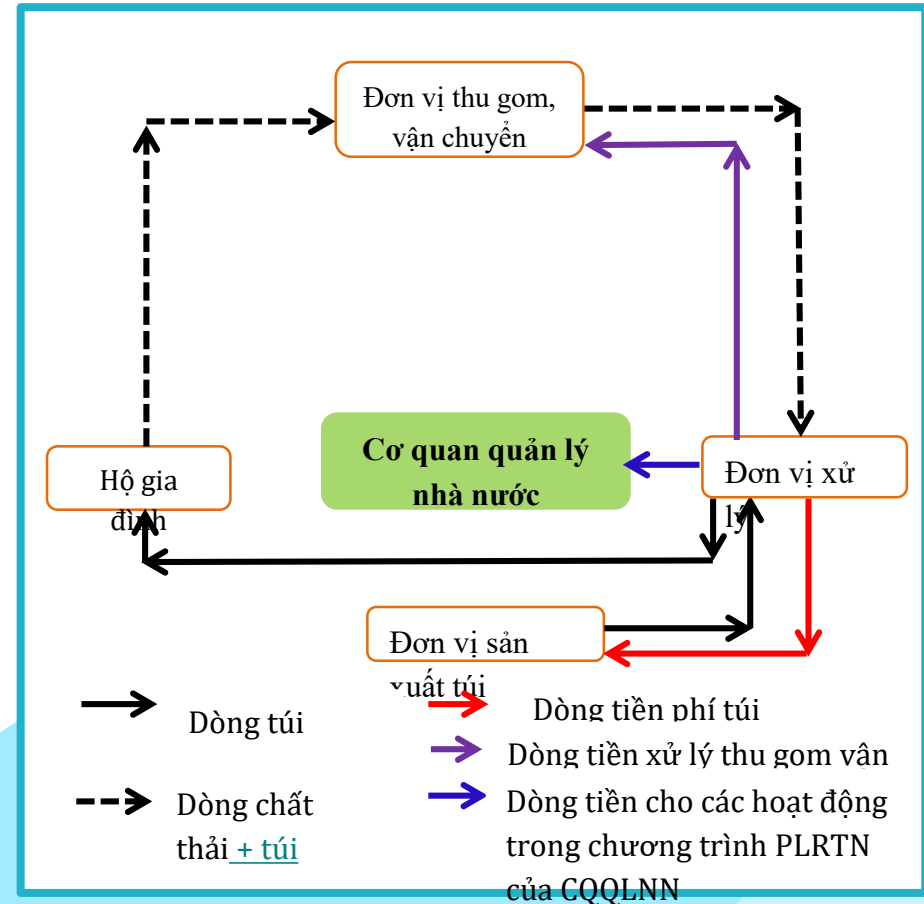 Đơn vị thu gom,
vận chuyển
Cơ quan quản lý
nhà nước
Hộ gia
đình
Đơn vị xử
lý
Đơn vị sản
xuất túi
Dòng túi
Dòng chất
thải + túi
Dòng tiền phí túi
Dòng tiền xử lý thu gom vận
Dòng tiền cho các hoạt động
trong chương trình PLRTN
của CQQLNN